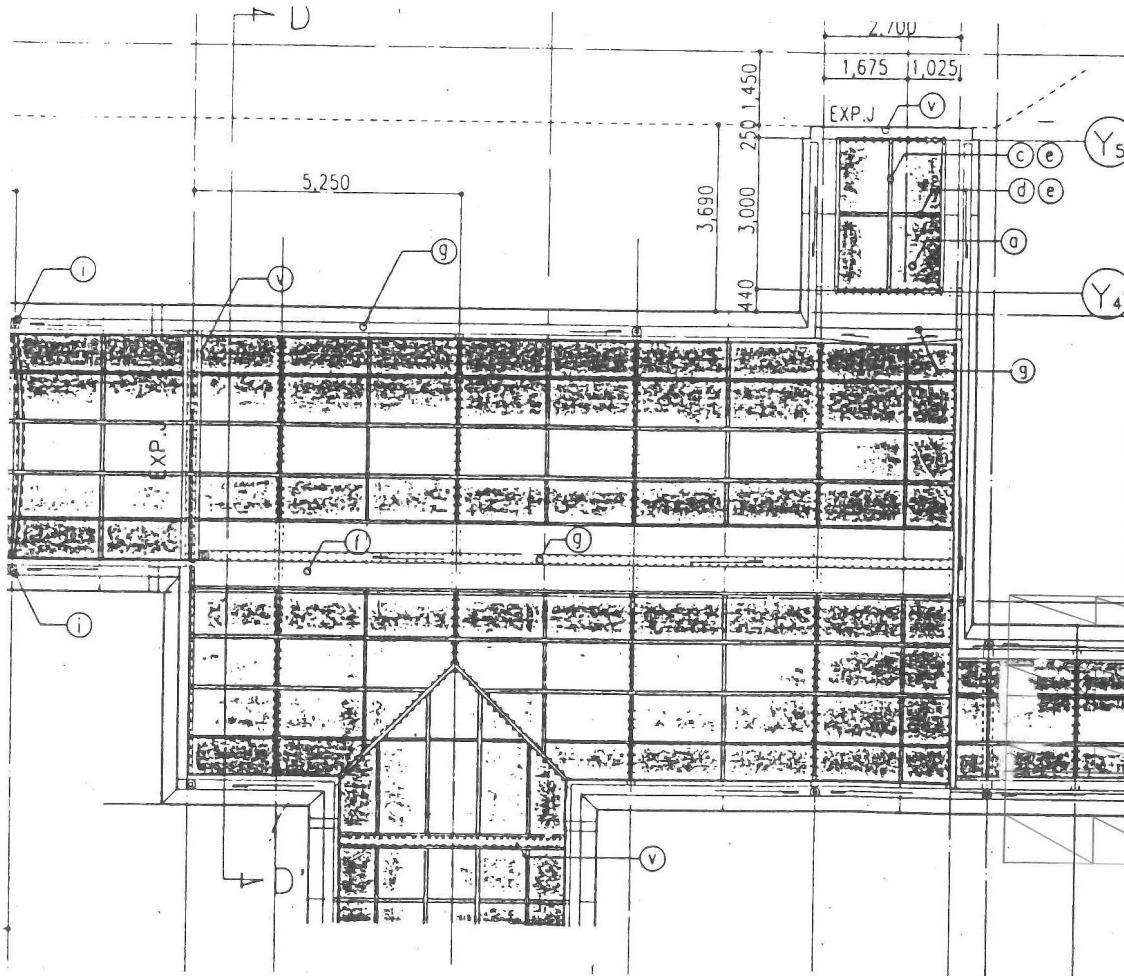 D
2,700
1,675
1,025
1,450
EXP.J
v
250
Y5
c e
5,250
3,690
3,000
d e
g
a
i
v
440
Y4
g
EXP.J
f
g
i
v
D'